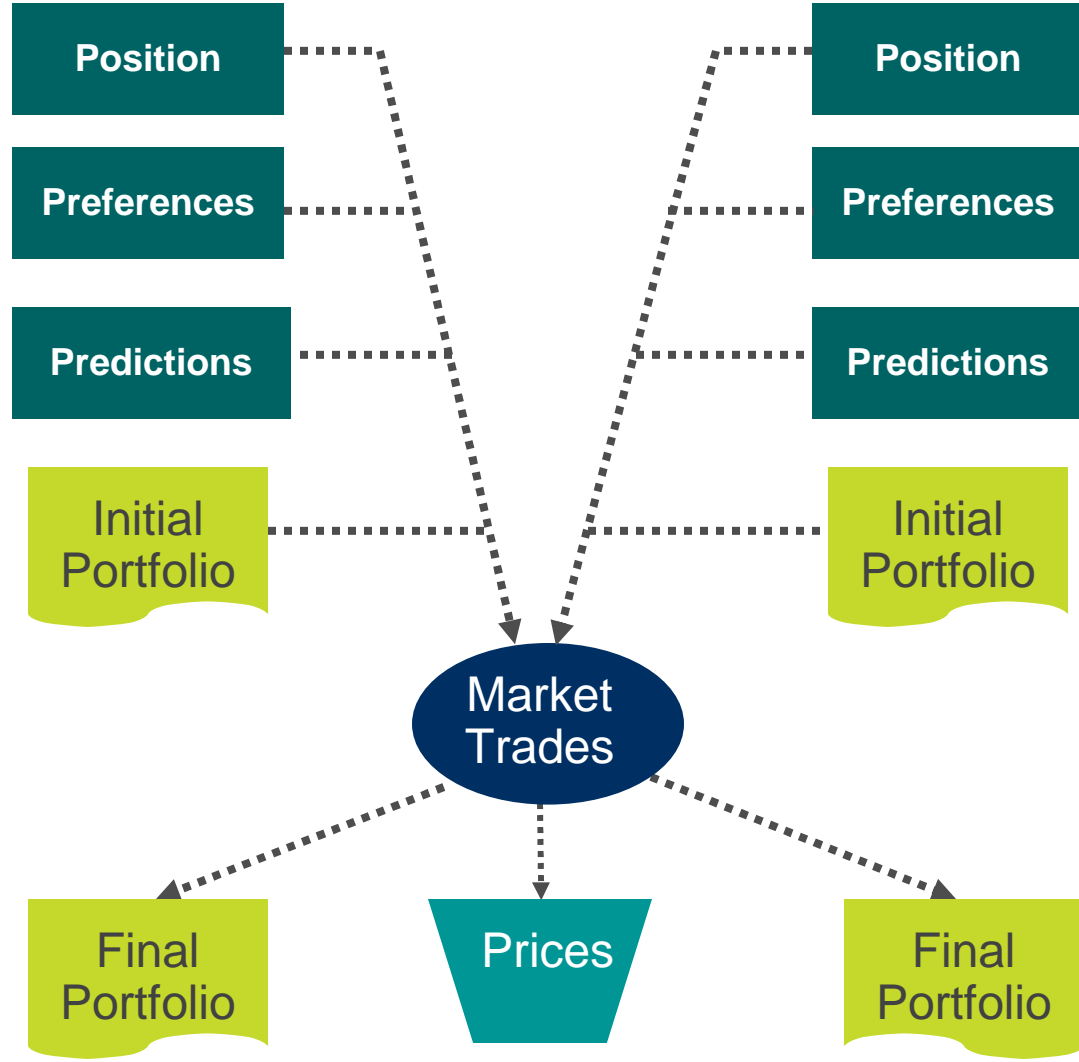 Position
Position
Preferences
Preferences
Predictions
Predictions
Initial
Portfolio
Initial
Portfolio
Market
Trades
Final
Portfolio
Prices
Final
Portfolio